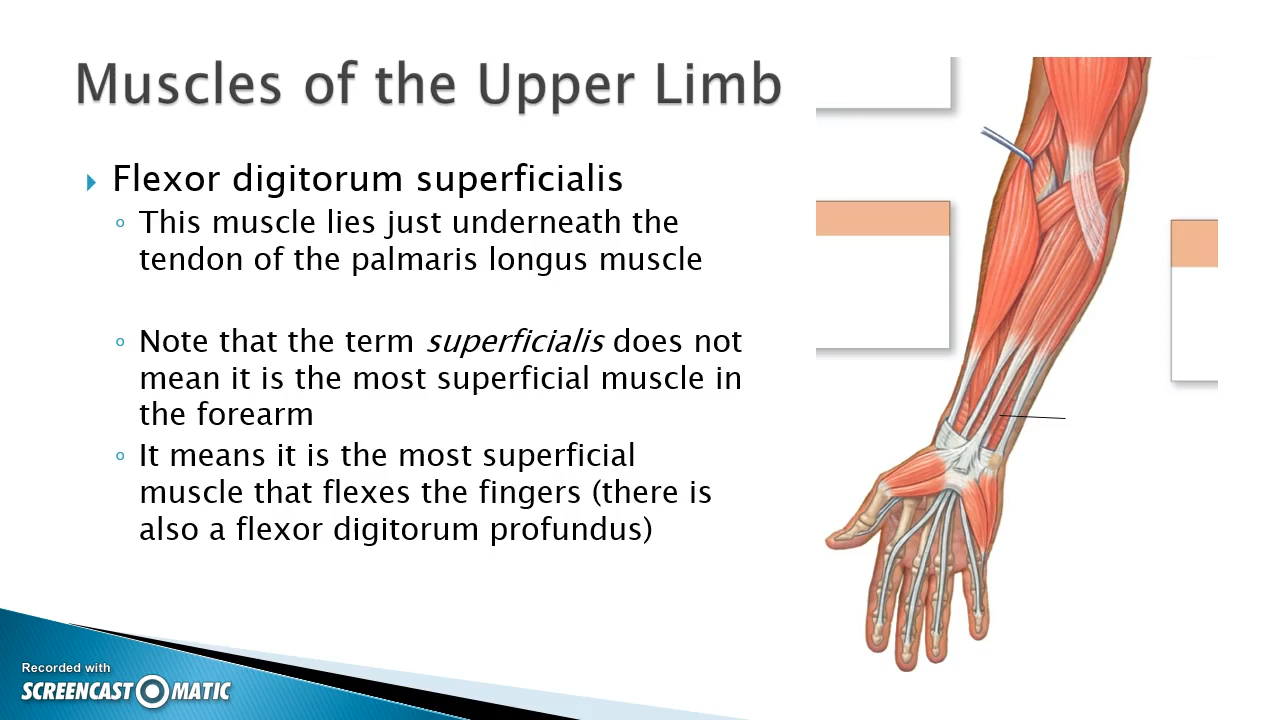 Muscles of the Upper Limb
Flexor digitorum superficialis
This muscle lies just underneath the
tendon of the palmaris longus muscle
Note that the term superficialis does not
mean it is the most superficial muscle in
the forearm
It means it is the most superficial
muscle that flexes the fingers (there is
also a flexor digitorum profundus)
Recorded with
SCREENCAST-O-MATIC